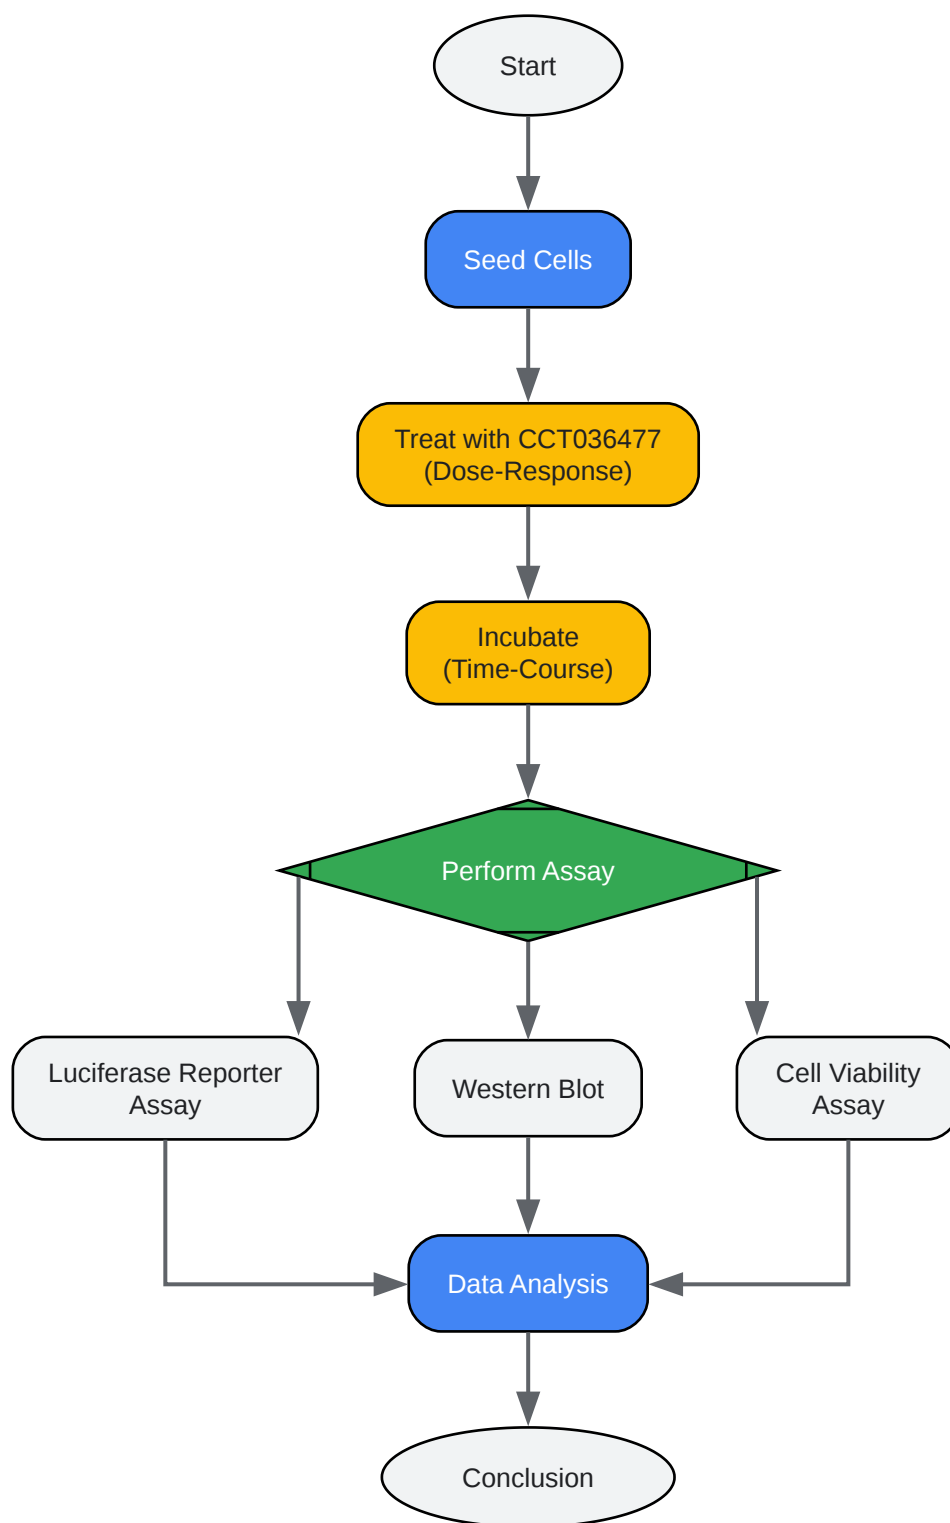 Start
Seed Cells
Treat with CCT036477
(Dose-Response)
Incubate
(Time-Course)
Perform Assay
Luciferase Reporter
Assay
Western Blot
Cell Viability
Assay
Data Analysis
Conclusion